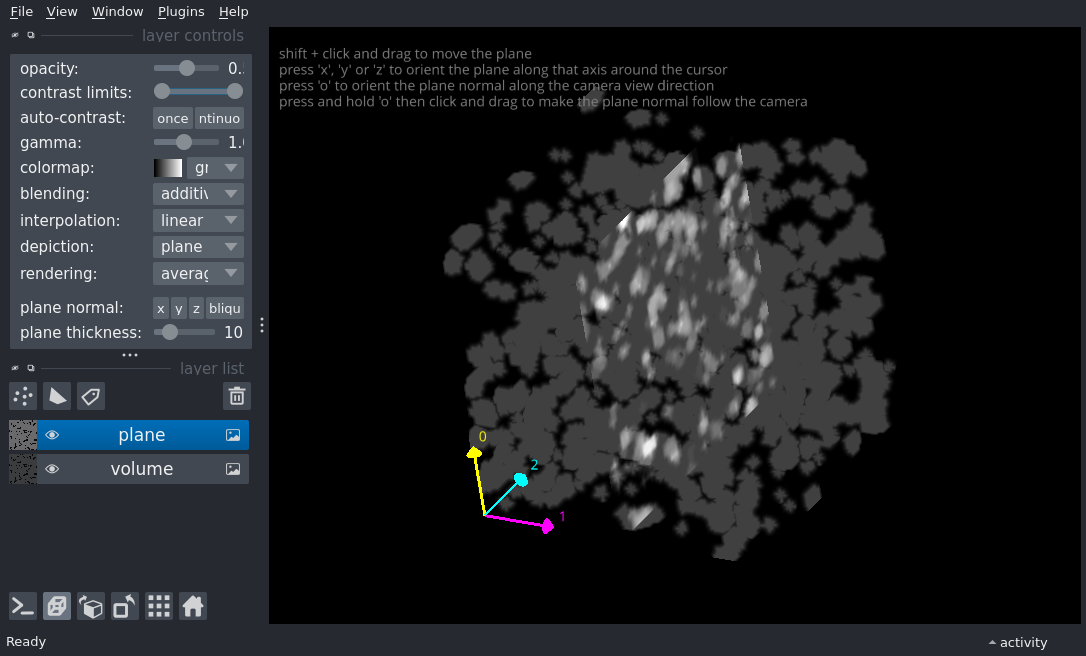 File View Window Plugins Help
layer controls
opacity: 0.
contrast limits:
auto-contrast: once ntinuo
gamma: 1.
colormap: gr
blending: additiv
interpolation: linear
depiction: plane
rendering: averag
plane normal: x y z bliqu
plane thickness: 10
layer list
plane
volume
shift + click and drag to move the plane
press 'x', 'y' or 'z' to orient the plane along that axis around the cursor
press 'o' to orient the plane normal along the camera view direction
press and hold 'o' then click and drag to make the plane normal follow the camera
0
2
1
Ready
activity